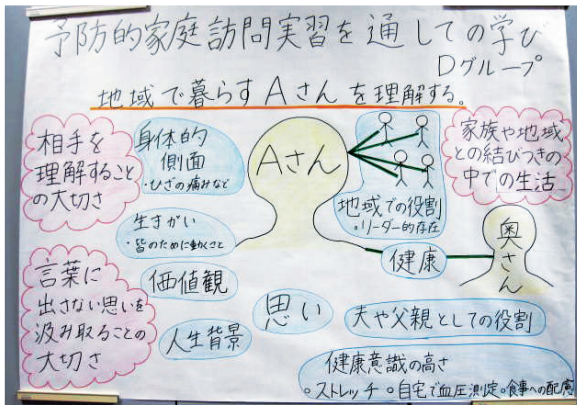 予防的家庭訪問実習を通しての学び
Dグループ
地域で暮らすAさんを理解する。
相手を
理解すること
の大切さ
身体的
側面
・ひざの痛みなど
Aさん
地域での役割
・リーダー的存在
家族や地域
との結びつきの
中での生活
生きがい
・皆のために動くこと
健康
奥さん
言葉に
出さない思いを
汲み取ることの
大切さ
価値観
思い
夫や父親としての役割
人生背景
健康意識の高さ
○ストレッチ ○自宅で血圧測定 ○食事への配慮